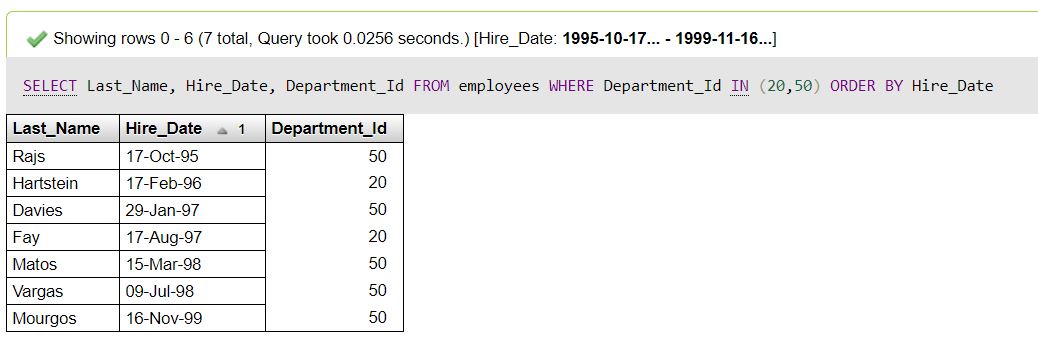 Showing rows 0 - 6 (7 total, Query took 0.0256 seconds.) [Hire_Date: 1995-10-17... - 1999-11-16...]
SELECT Last_Name, Hire_Date, Department_Id FROM employees WHERE Department_Id IN (20,50) ORDER BY Hire_Date
Last_Name Hire_Date 1 Department_Id
Rajs 17-Oct-95 50
Hartstein 17-Feb-96 20
Davies 29-Jan-97 50
Fay 17-Aug-97 20
Matos 15-Mar-98 50
Vargas 09-Jul-98 50
Mourgos 16-Nov-99 50